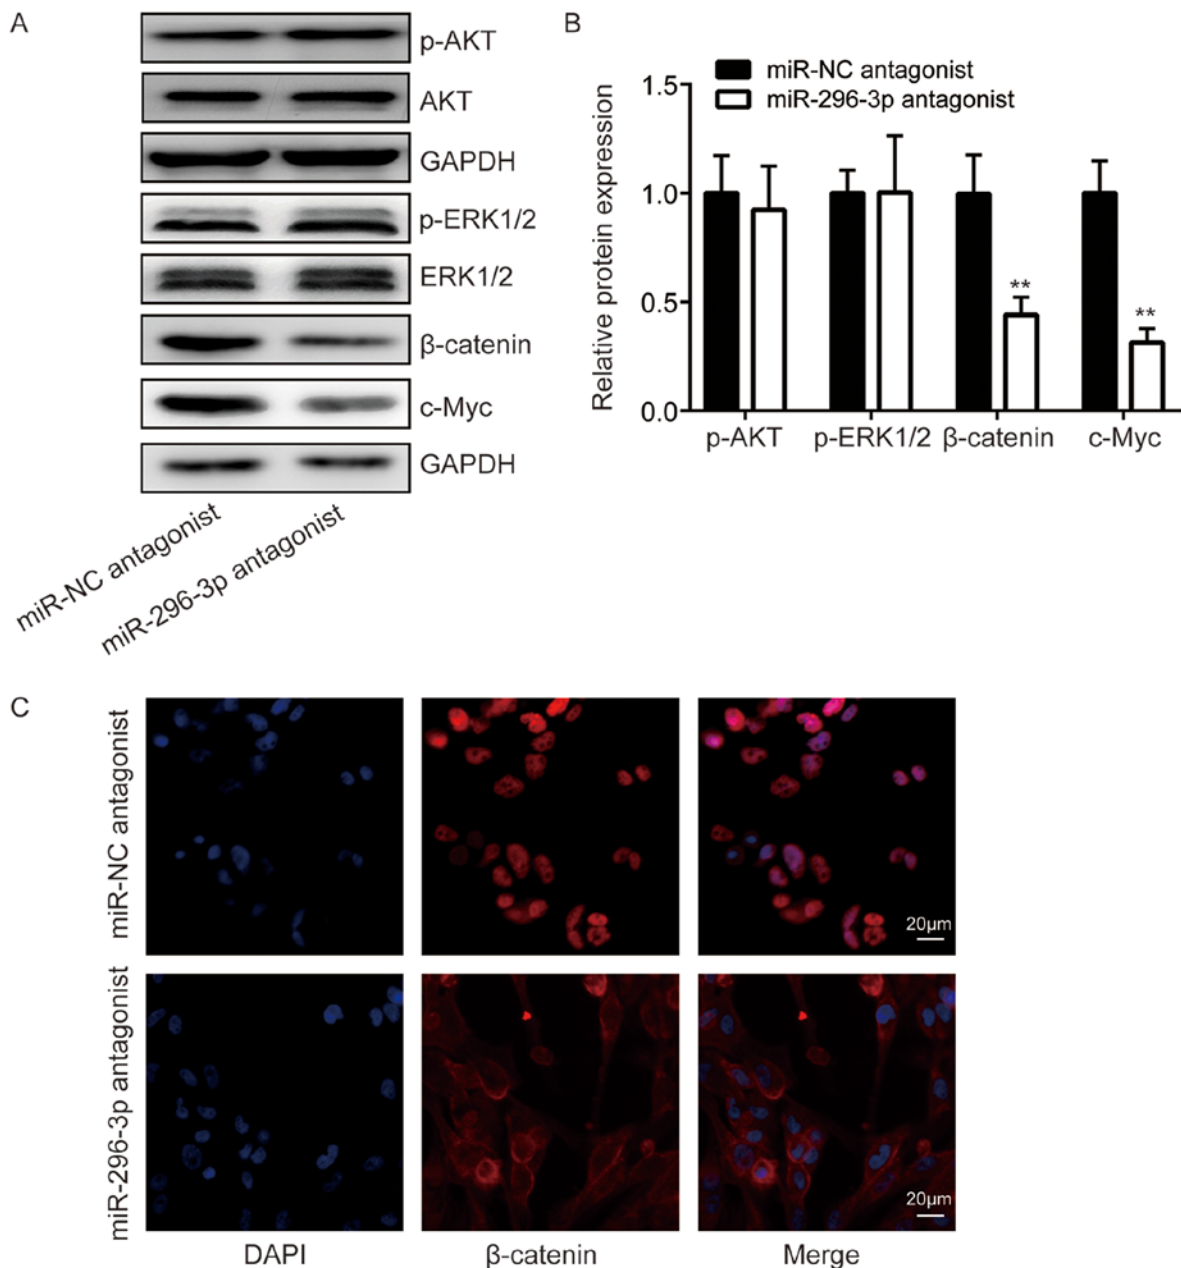 A
p-AKT
AKT
GAPDH
p-ERK1/2
ERK1/2
β-catenin
c-Myc
GAPDH
miR-NC antagonist
miR-296-3p antagonist
B
miR-NC antagonist
miR-296-3p antagonist
Relative protein expression
1.5
1.0
0.5
0.0
**
**
p-AKT
p-ERK1/2
β-catenin
c-Myc
C
miR-NC antagonist
20μm
miR-296-3p antagonist
20μm
DAPI
β-catenin
Merge